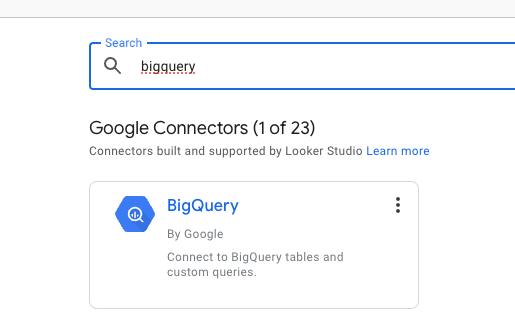 Search
bigquery
Google Connectors (1 of 23)
Connectors built and supported by Looker Studio Learn more
BigQuery
By Google
Connect to BigQuery tables and
custom queries.